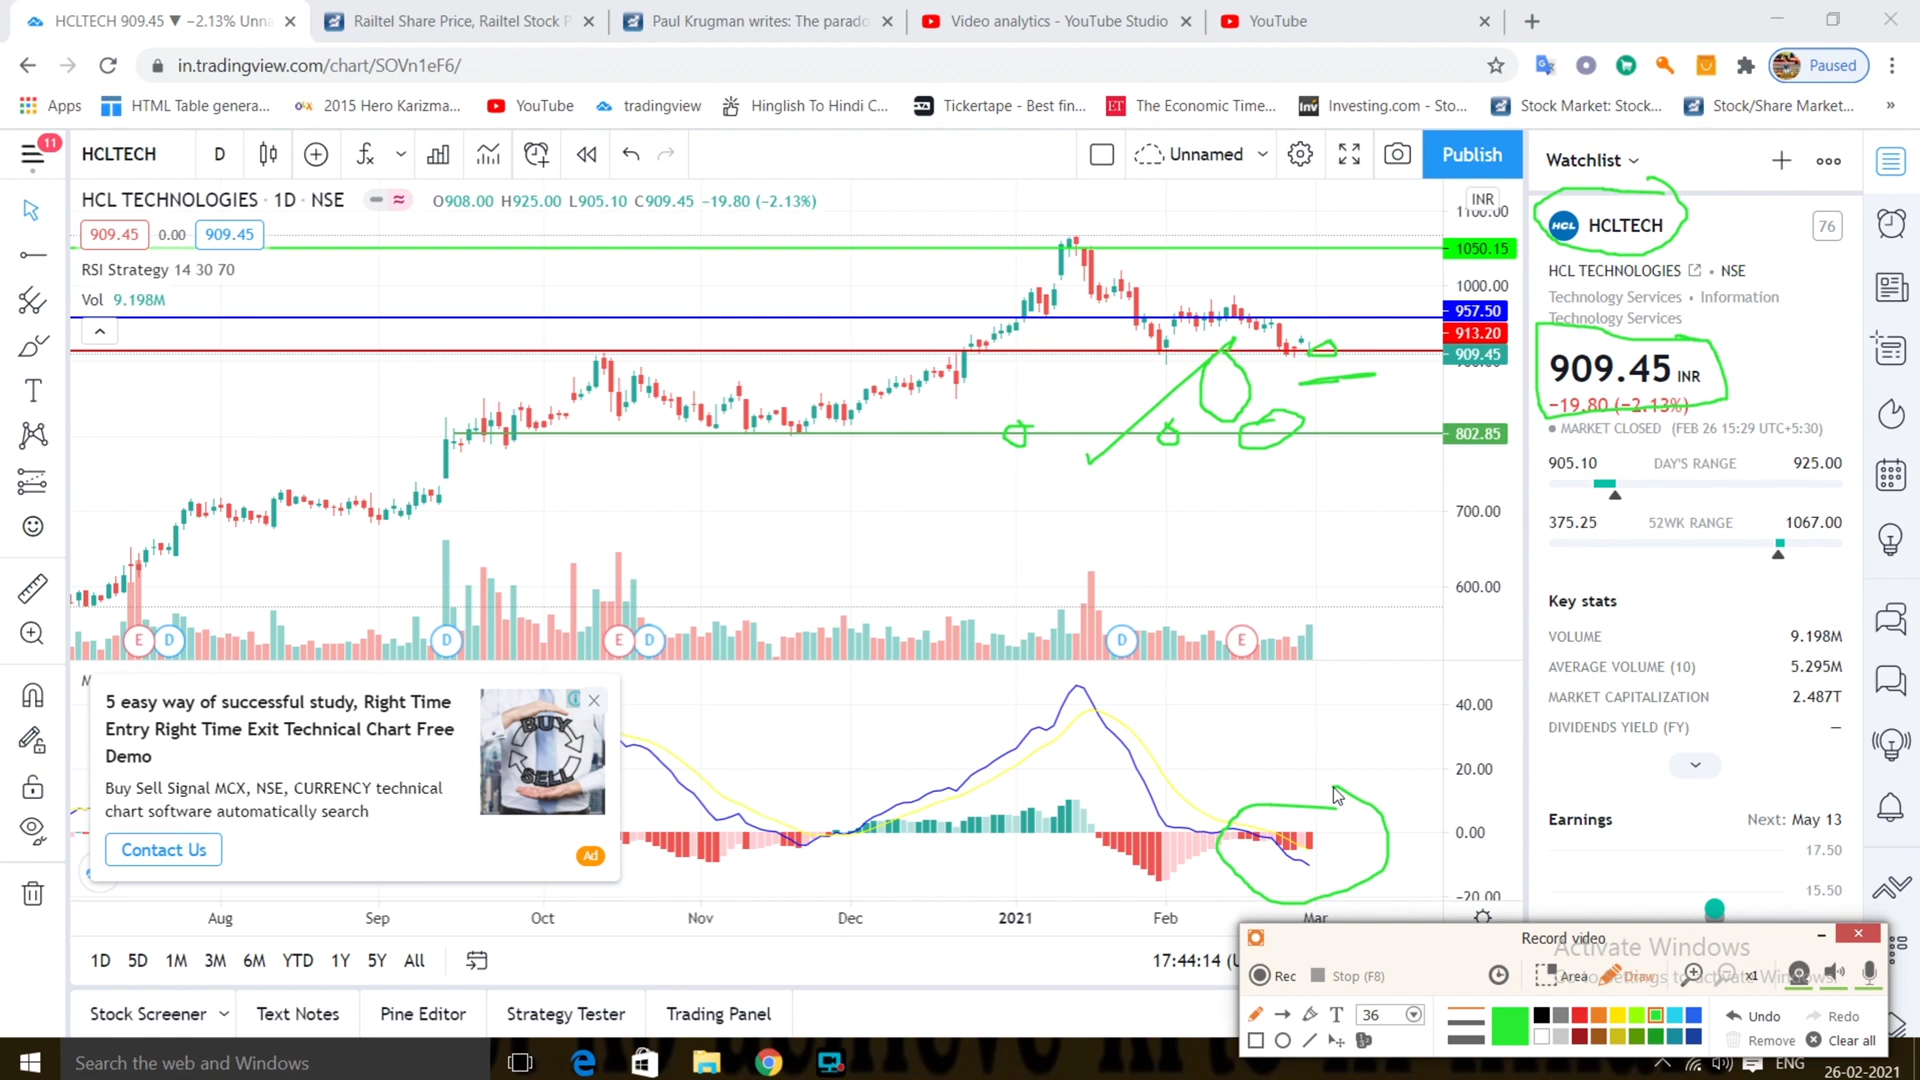 HCLTECH 909.45 ▼ −2.13% Unna
Railtel Share Price, Railtel Stock P
Paul Krugman writes: The parado
Video analytics - YouTube Studio
YouTube
in.tradingview.com/chart/SOVn1eF6/
Paused
Apps
HTML Table genera...
2015 Hero Karizma...
YouTube
tradingview
Hinglish To Hindi C...
Tickertape - Best fin...
ET
The Economic Time...
Inv
Investing.com - Sto...
Stock Market: Stock...
Stock/Share Market...
»
11
HCLTECH
D
Unnamed
Publish
Watchlist
HCL TECHNOLOGIES · 1D · NSE
O908.00 H925.00 L905.10 C909.45 −19.80 (−2.13%)
909.45
0.00
909.45
RSI Strategy 14 30 70
Vol 9.198M
INR
1100.00
1050.15
1000.00
957.50
913.20
909.45
802.85
700.00
600.00
E
D
D
E
D
D
E
40.00
20.00
0.00
−20.00
5 easy way of successful study, Right Time
Entry Right Time Exit Technical Chart Free
Demo
Buy Sell Signal MCX, NSE, CURRENCY technical
chart software automatically search
Contact Us
Ad
BUY
SELL
Aug
Sep
Oct
Nov
Dec
2021
Feb
Mar
1D
5D
1M
3M
6M
YTD
1Y
5Y
All
17:44:14 (U
Stock Screener
Text Notes
Pine Editor
Strategy Tester
Trading Panel
HCL
HCLTECH
76
HCL TECHNOLOGIES • NSE
Technology Services • Information
Technology Services
909.45 INR
−19.80 (−2.13%)
MARKET CLOSED (FEB 26 15:29 UTC+5:30)
905.10 DAY'S RANGE 925.00
375.25 52WK RANGE 1067.00
Key stats
VOLUME 9.198M
AVERAGE VOLUME (10) 5.295M
MARKET CAPITALIZATION 2.487T
DIVIDENDS YIELD (FY) —
Earnings Next: May 13
17.50
15.50
Record video
Activate Windows
Go to Settings to activate Windows.
Rec
Stop (F8)
Area
Draw
x1
T
36
Undo
Redo
Remove
Clear all
Search the web and Windows
ENG
26-02-2021